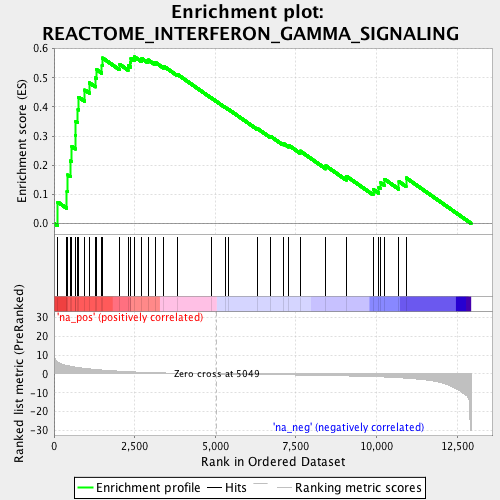 Enrichment plot:
REACTOME_INTERFERON_GAMMA_SIGNALING
Enrichment score (ES)
0.6
0.5
0.4
0.3
0.2
0.1
0.0
'na_pos' (positively correlated)
Ranked list metric (PreRanked)
30
20
10
0
-10
-20
-30
Zero cross at 5049
'na_neg' (negatively correlated)
0
2,500
5,000
7,500
10,000
12,500
Rank in Ordered Dataset
Enrichment profile
Hits
Ranking metric scores